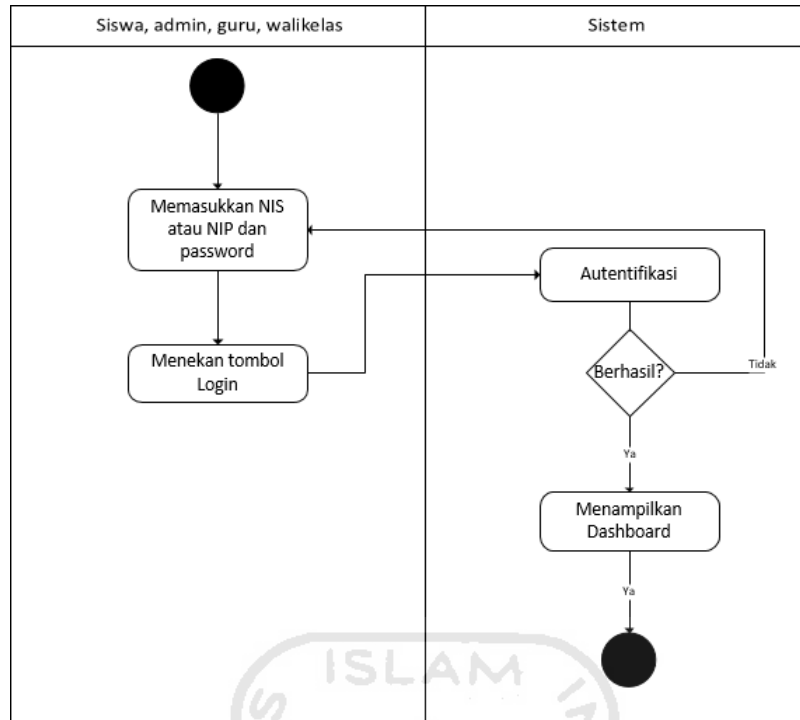 Siswa, admin, guru, walikelas
Sistem
Memasukkan NIS
atau NIP dan
password
Autentifikasi
Menekan tombol
Login
Berhasil?
Tidak
Ya
Menampilkan
Dashboard
Ya
ISLAM